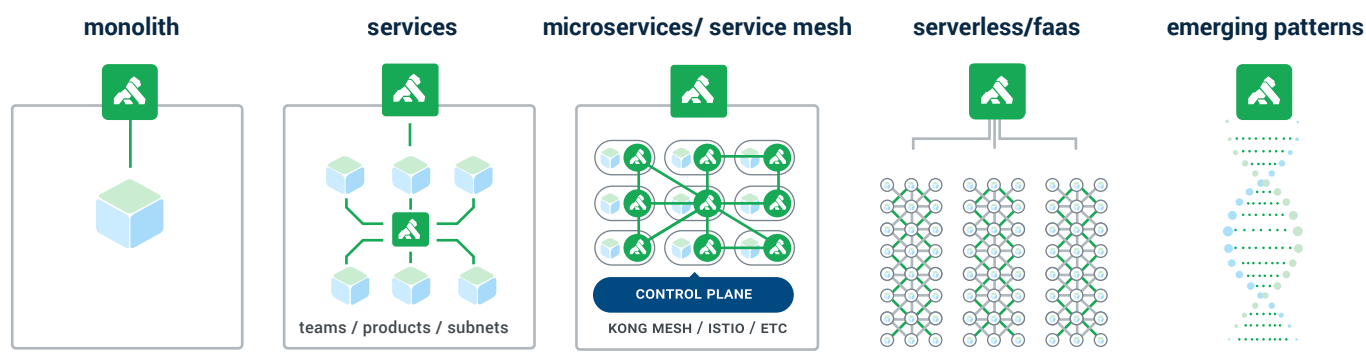 monolith
services
microservices/ service mesh
serverless/faas
emerging patterns
teams / products / subnets
CONTROL PLANE
KONG MESH / ISTIO / ETC